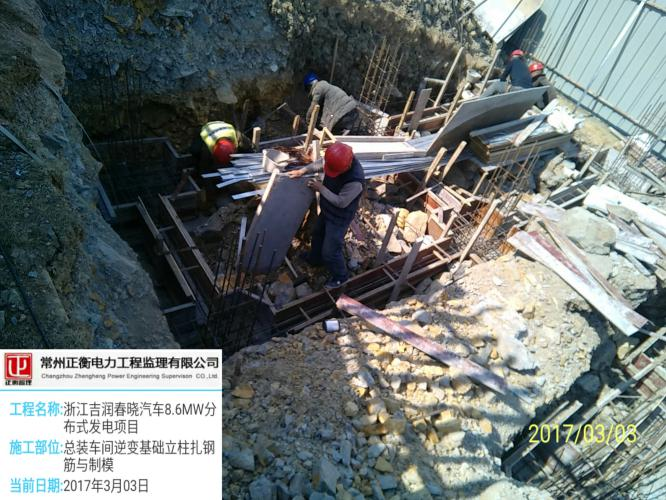 常州正衡电力工程监理有限公司
正衡监理
Changzhou Zhengheng Power Engineering Supervision CO.,Ltd.
工程名称:浙江吉润春晓汽车8.6MW分
布式发电项目
施工部位:总装车间逆变基础立柱扎钢
筋与制模
当前日期:2017年3月03日
2017/03/03